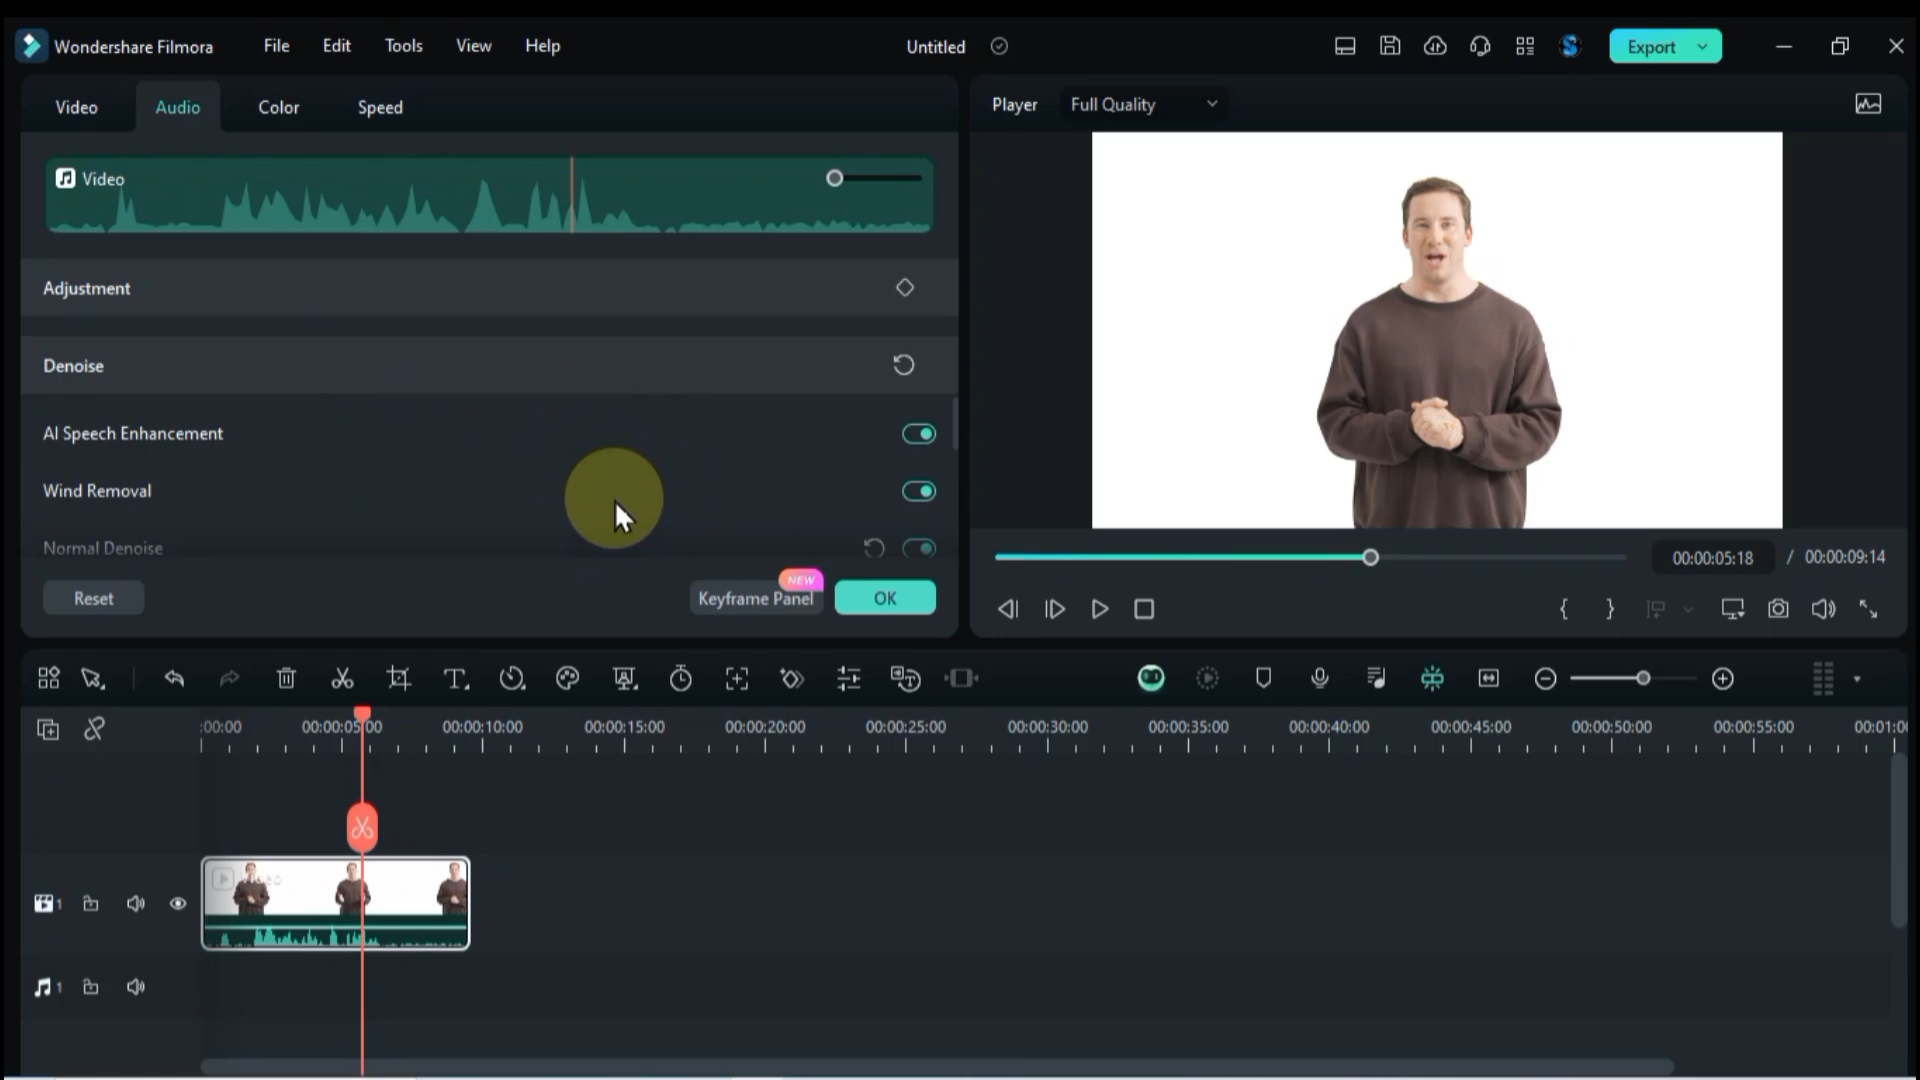 Wondershare Filmora File Edit Tools View Help Untitled Export
Video Audio Color Speed
Player Full Quality
Video
Adjustment
Denoise
AI Speech Enhancement
Wind Removal
Normal Denoise
NEW
Reset Keyframe Panel OK
00:00:05:18 / 00:00:09:14
:00:00 00:00:05:00 00:00:10:00 00:00:15:00 00:00:20:00 00:00:25:00 00:00:30:00 00:00:35:00 00:00:40:00 00:00:45:00 00:00:50:00 00:00:55:00 00:01:0
1
1